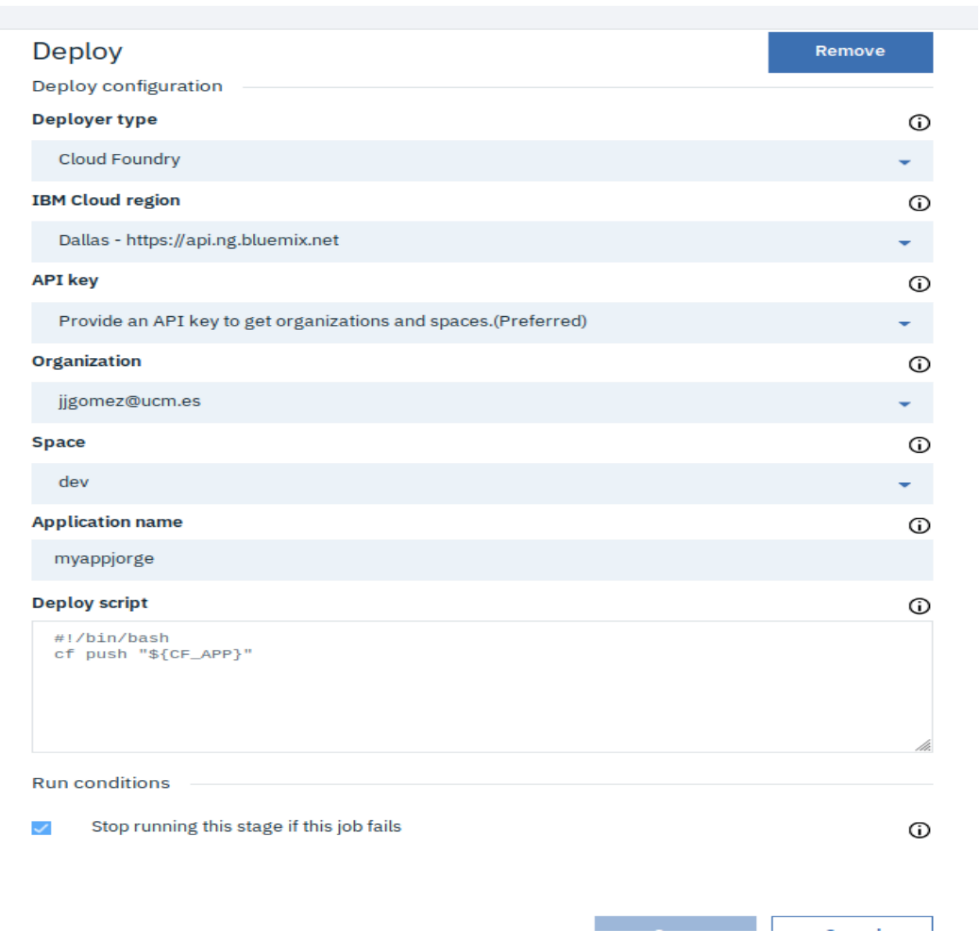 Deploy
Remove
Deploy configuration
Deployer type
Cloud Foundry
IBM Cloud region
Dallas - https://api.ng.bluemix.net
API key
Provide an API key to get organizations and spaces.(Preferred)
Organization
jjgomez@ucm.es
Space
dev
Application name
myappjorge
Deploy script
#!/bin/bash
cf push "${CF_APP}"
Run conditions
Stop running this stage if this job fails